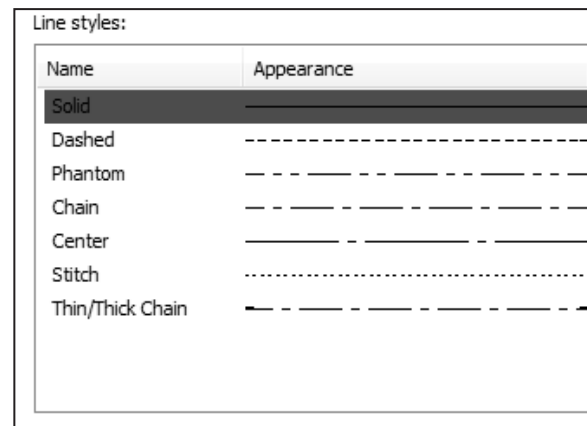 Line styles:
Name Appearance
Solid
Dashed
Phantom
Chain
Center
Stitch
Thin/Thick Chain